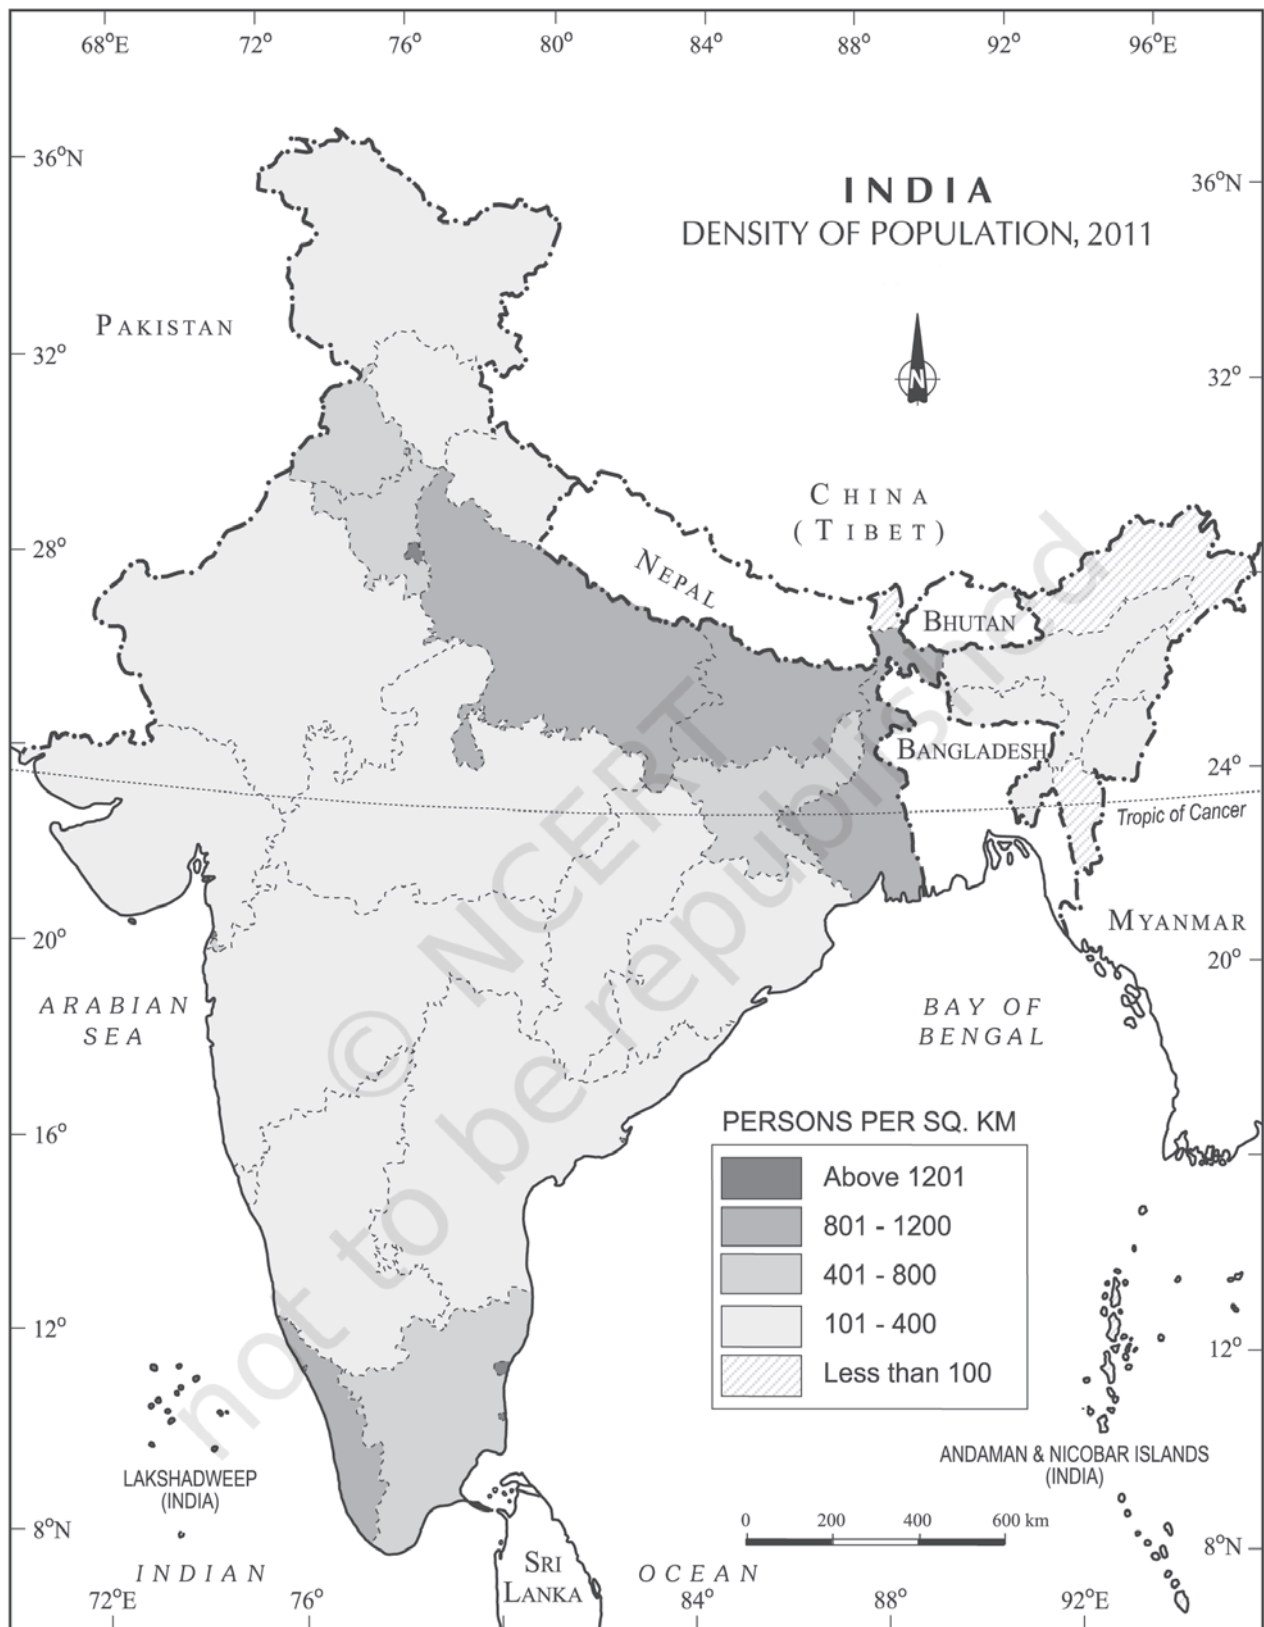 68°E 72° 76° 80° 84° 88° 92° 96°E
36°N
36°N
INDIA
DENSITY OF POPULATION, 2011
PAKISTAN
32°
32°
N
CHINA
(TIBET)
28°
NEPAL
BHUTAN
BANGLADESH
24°
Tropic of Cancer
MYANMAR
20°
20°
ARABIAN
SEA
BAY OF
BENGAL
16°
PERSONS PER SQ. KM
Above 1201
801 - 1200
401 - 800
101 - 400
Less than 100
12°
12°
LAKSHADWEEP
(INDIA)
ANDAMAN & NICOBAR ISLANDS
(INDIA)
8°N
0 200 400 600 km
8°N
INDIAN
OCEAN
SRI
LANKA
72°E 76° 84° 88° 92°E
© NCERT
not to be republished